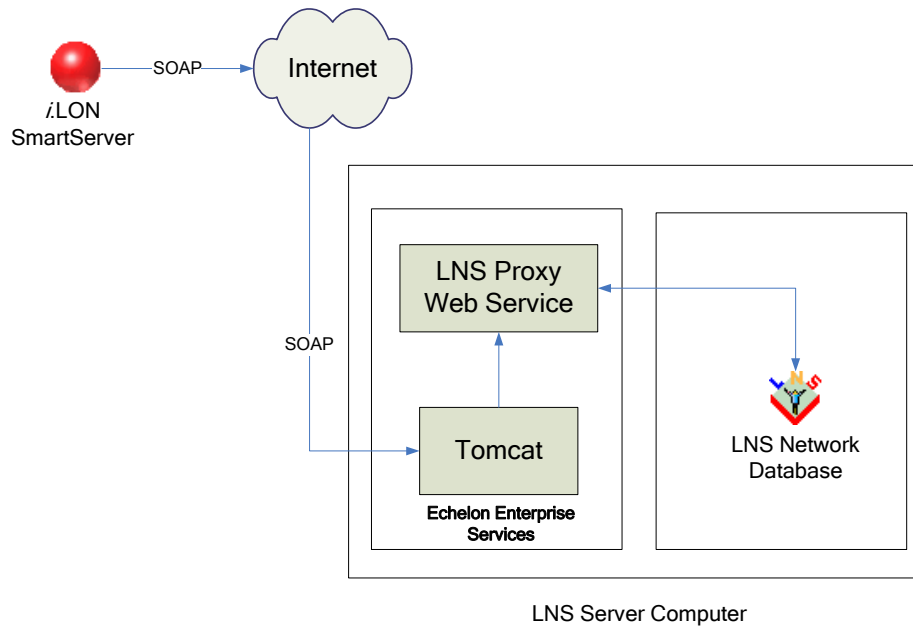 SOAP
Internet
i.LON
SmartServer
LNS Proxy
Web Service
SOAP
Tomcat
Echelon Enterprise
Services
LNS
LNS Network
Database
LNS Server Computer